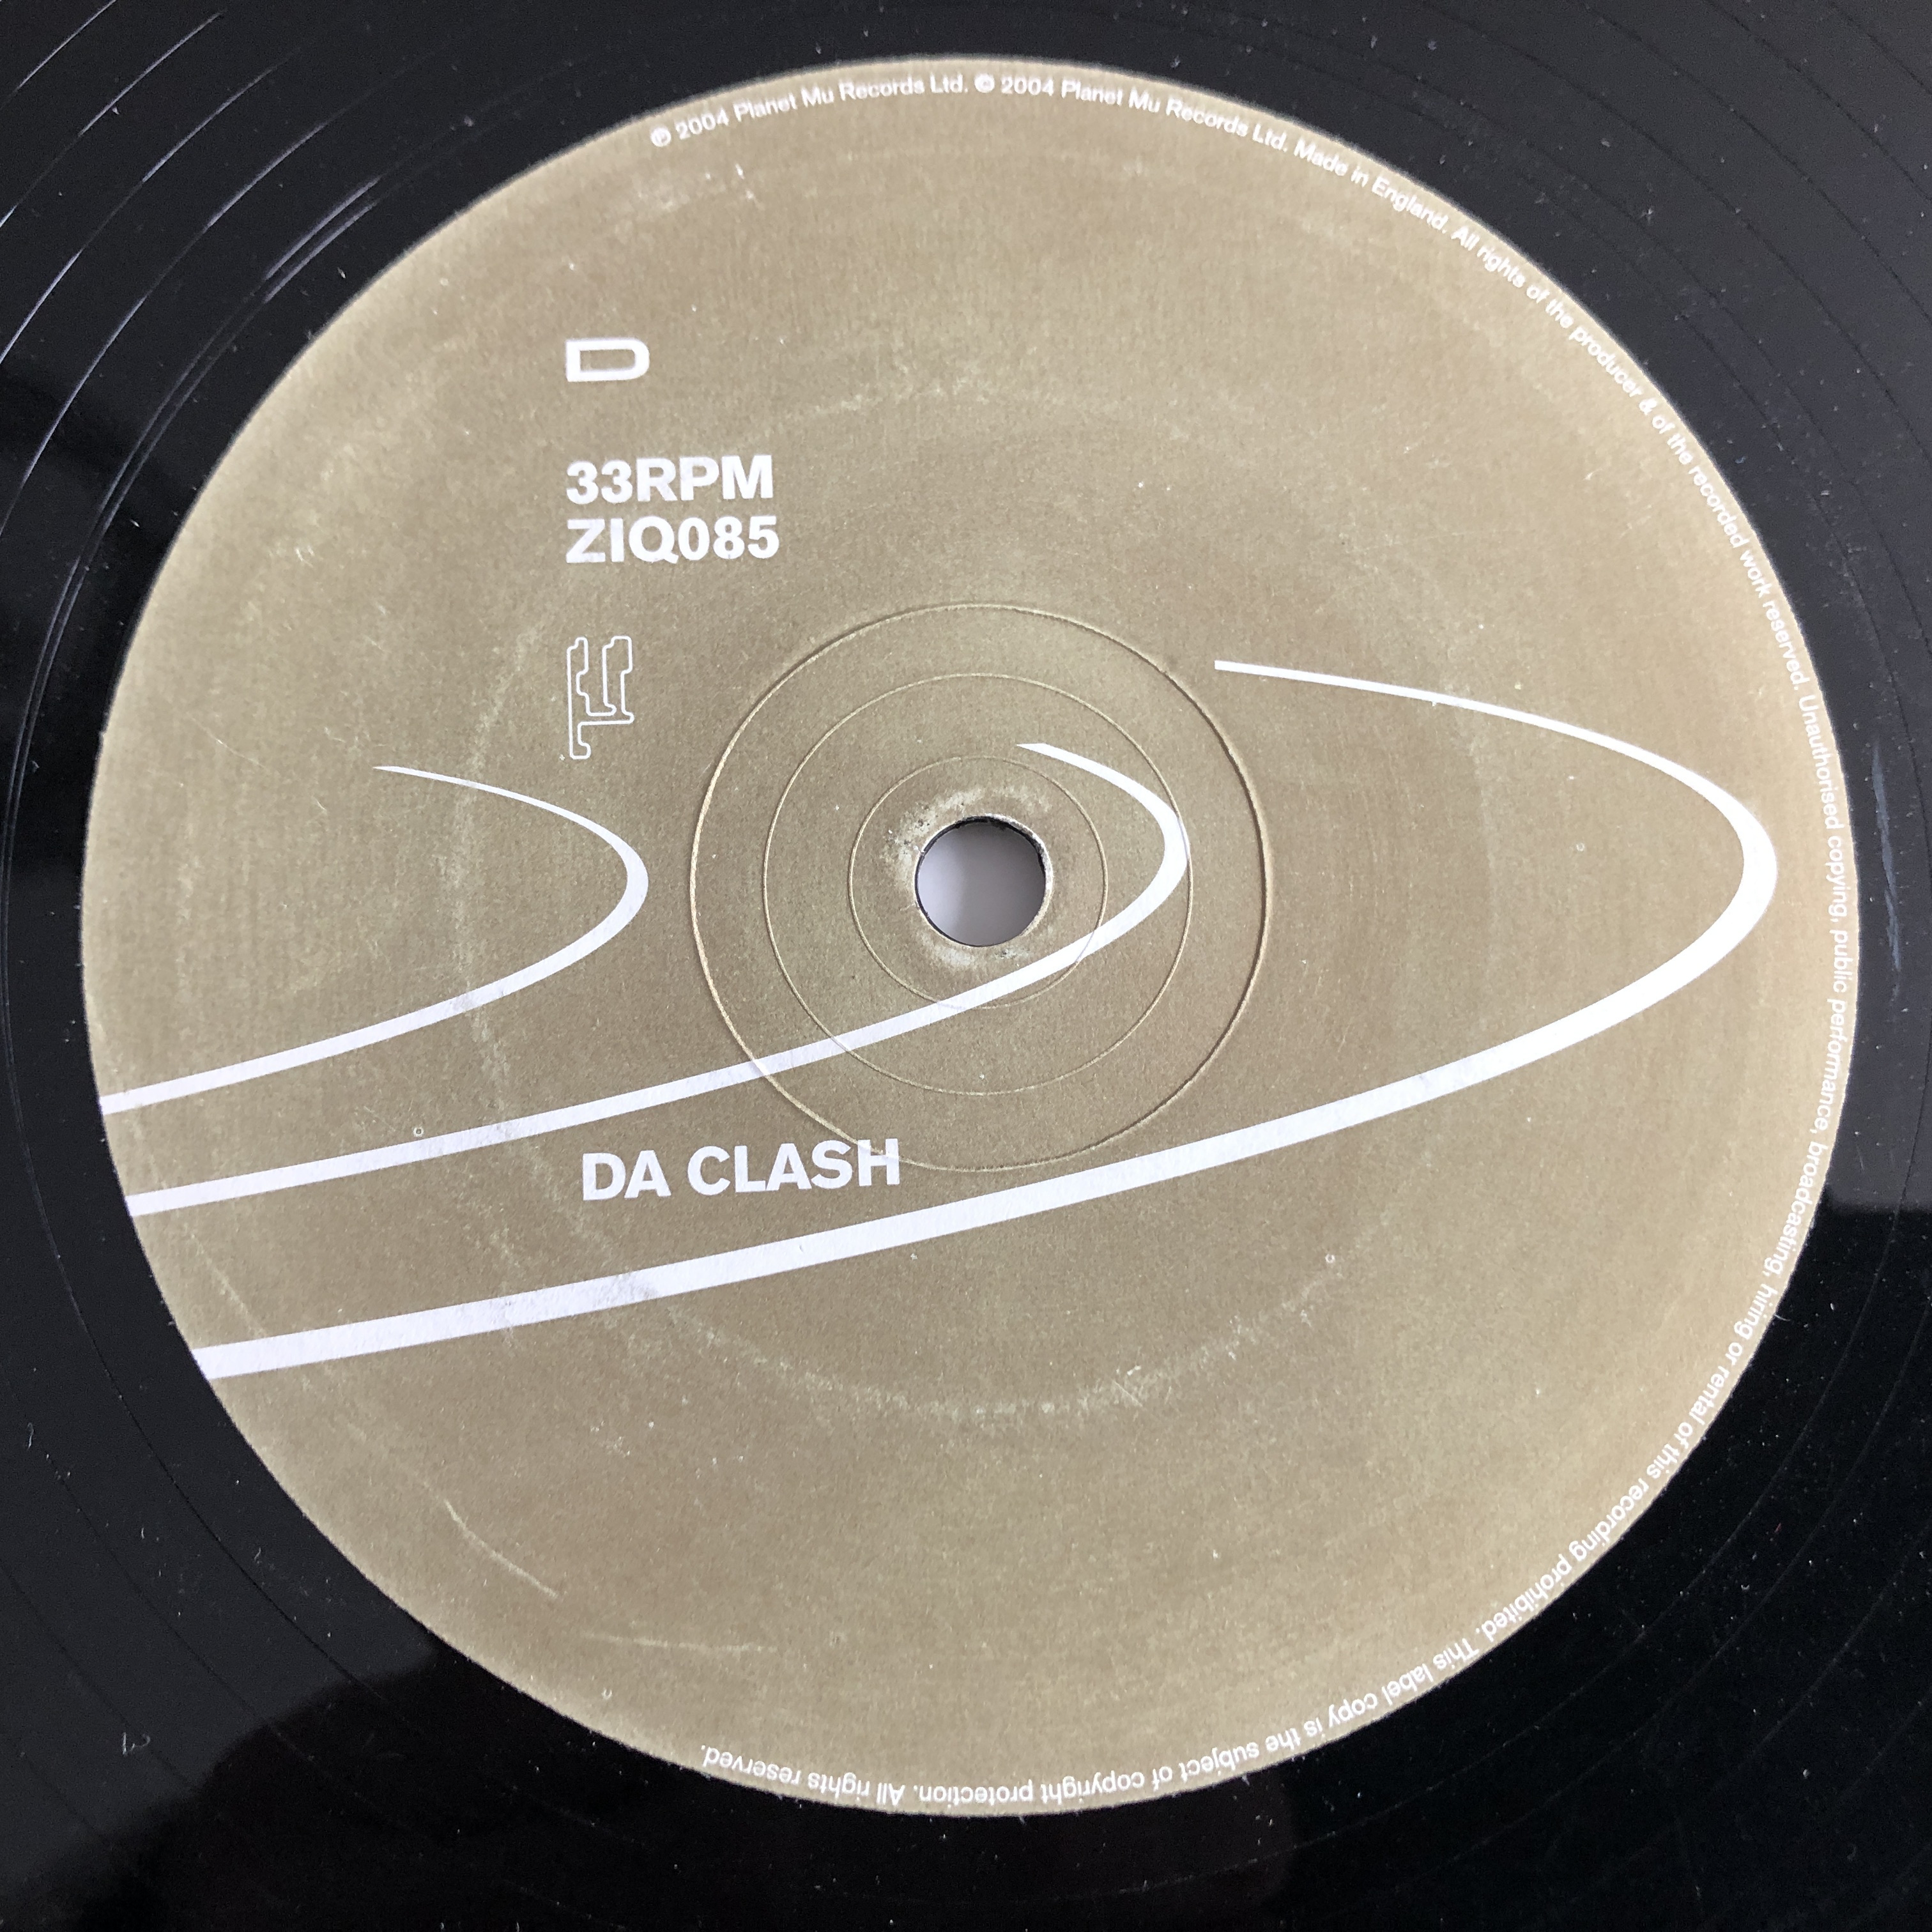 ℗ 2004 Planet Mu Records Ltd. © 2004 Planet Mu Records Ltd. Made in England. All rights of the producer & of the recorded work reserved. Unauthorised copying, public performance, broadcasting, hiring or rental of this recording prohibited. This label copy is the subject of copyright protection. All rights reserved.
D
33RPM
ZIQ085
DA CLASH